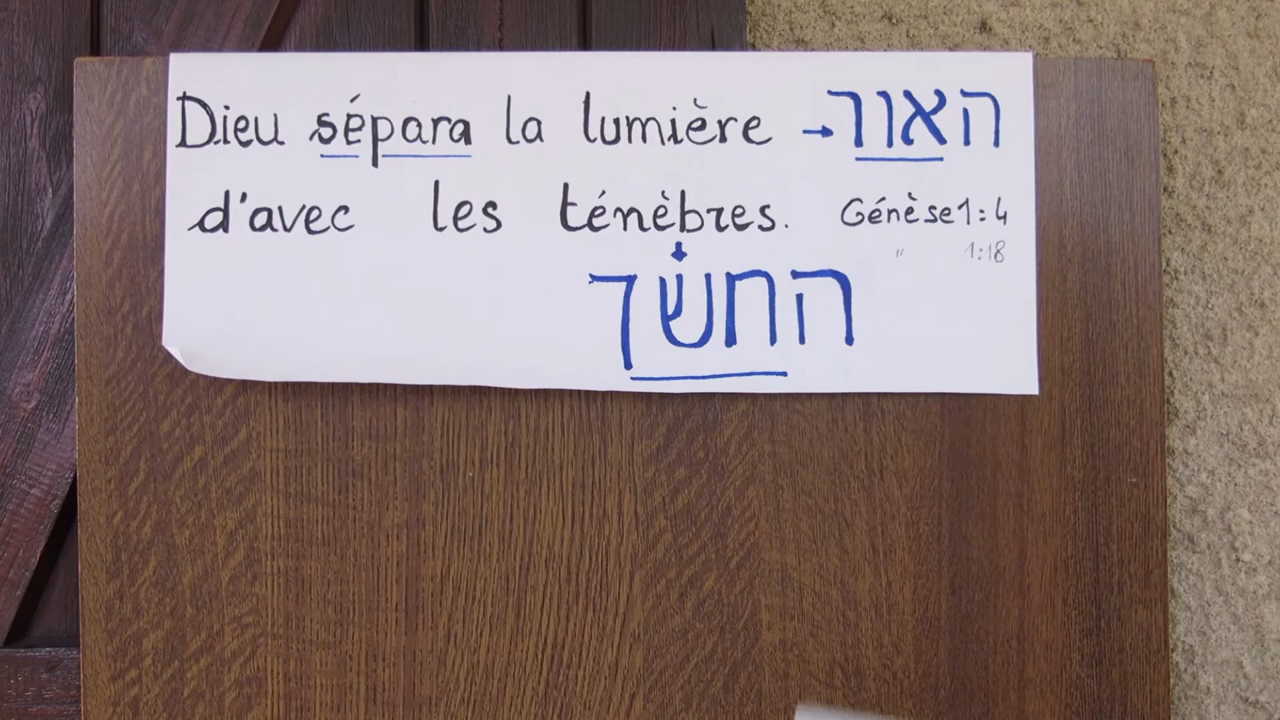 Dieu sépara la lumière → האור
d'avec les ténèbres. Génèse 1:4
" 1:18
החשך